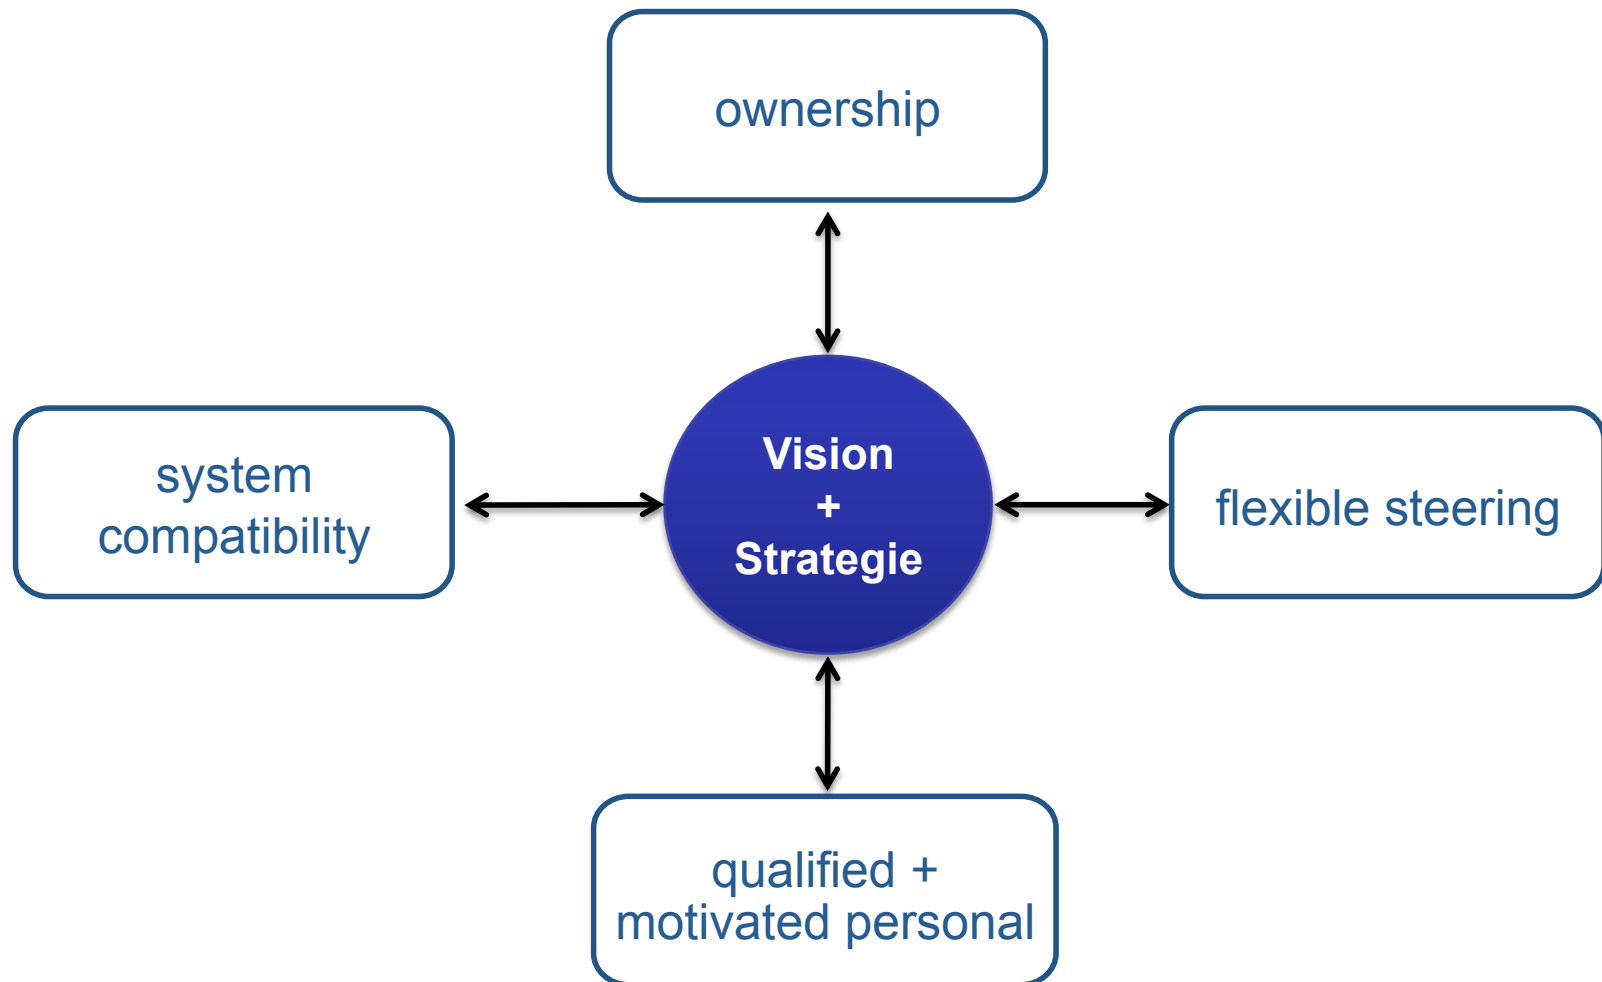 ownership
system
compatibility
Vision
+
Strategie
flexible steering
qualified +
motivated personal